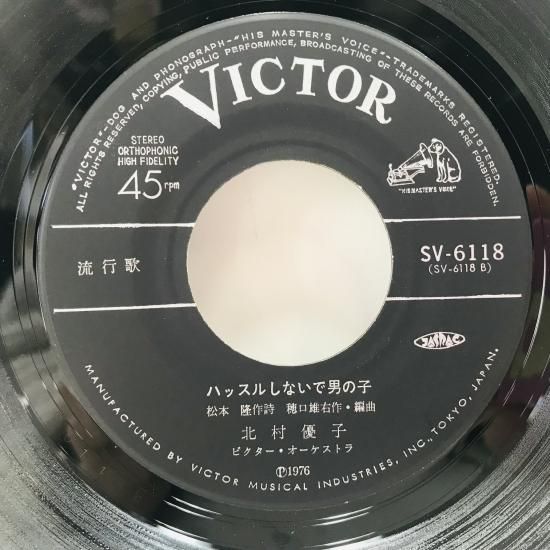 "VICTOR"-DOG AND PHONOGRAPH-"HIS MASTER'S VOICE"-TRADEMARKS REGISTERED.
ALL RIGHTS RESERVED, COPYING, PUBLIC PERFORMANCE, BROADCASTING OF THESE RECORDS ARE FORBIDDEN.
VICTOR
STEREO
ORTHOPHONIC
HIGH FIDELITY
45 rpm
"HIS MASTER'S VOICE"
流行歌
SV-6118
(SV-6118 B)
JASRAC
ハッスルしないで男の子
松本 隆作詩 穂口雄右作・編曲
北村優子
ビクター・オーケストラ
Ⓟ1976
MANUFACTURED BY VICTOR MUSICAL INDUSTRIES, INC., TOKYO, JAPAN.